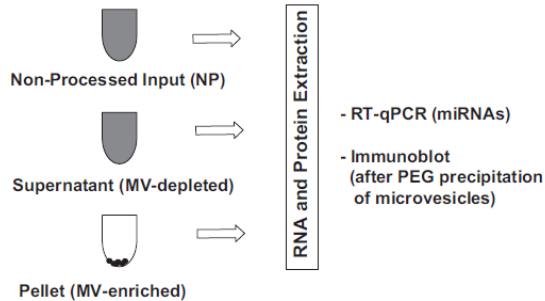 Non-Processed Input (NP)
Supernatant (MV-depleted)
Pellet (MV-enriched)
RNA and Protein Extraction
- RT-qPCR (miRNAs)
- Immunoblot
(after PEG precipitation
of microvesicles)